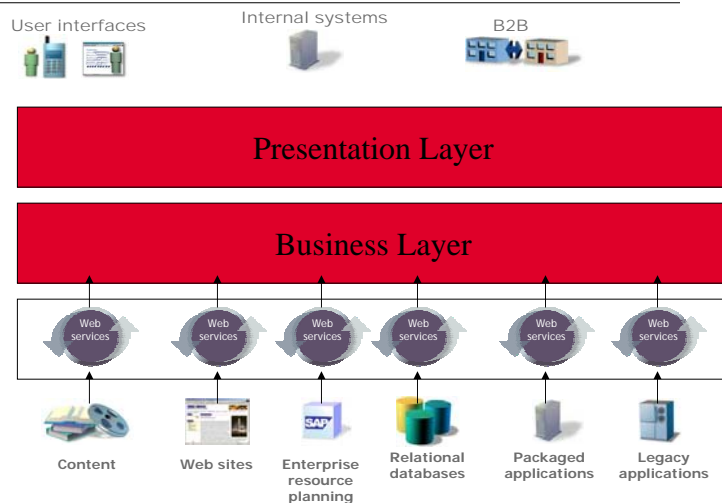 User interfaces
Internal systems
B2B
Presentation Layer
Business Layer
Web
services
Web
services
Web
services
Web
services
Web
services
Web
services
SAP
Content
Web sites
Enterprise
resource
planning
Relational
databases
Packaged
applications
Legacy
applications